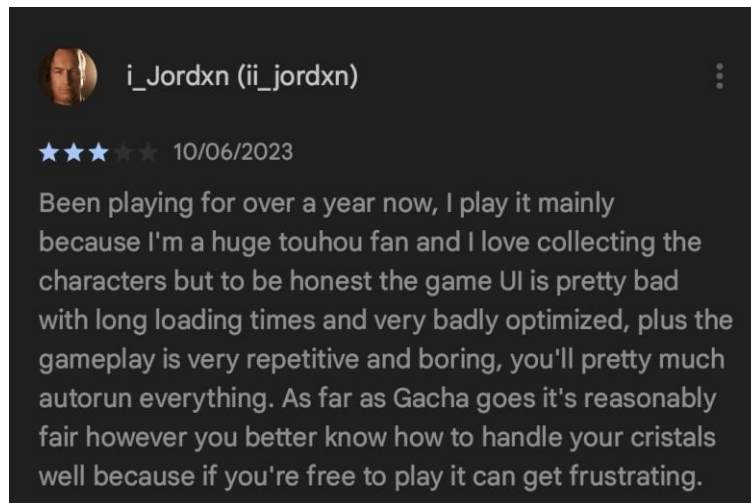 i_Jordxn (ii_jordxn)
10/06/2023
Been playing for over a year now, I play it mainly
because I'm a huge touhou fan and I love collecting the
characters but to be honest the game UI is pretty bad
with long loading times and very badly optimized, plus the
gameplay is very repetitive and boring, you'll pretty much
autorun everything. As far as Gacha goes it's reasonably
fair however you better know how to handle your cristals
well because if you're free to play it can get frustrating.